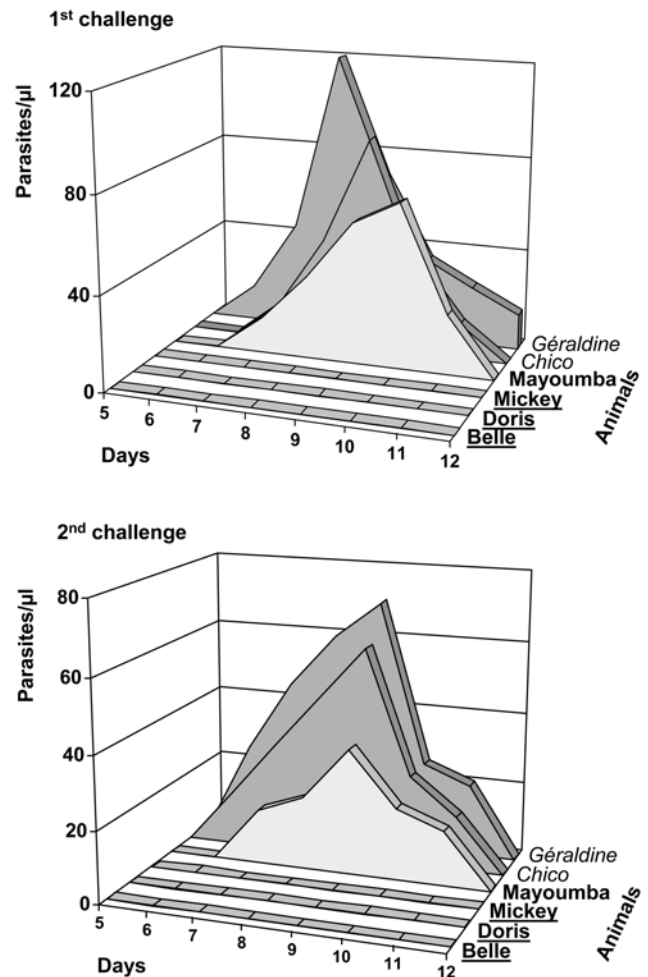 1st challenge
Parasites/µl
120
80
40
0
5 6 7 8 9 10 11 12
Days
Géraldine
Chico
Mayoumba
Mickey
Doris
Belle
Animals
2nd challenge
Parasites/µl
80
60
40
20
0
5 6 7 8 9 10 11 12
Days
Géraldine
Chico
Mayoumba
Mickey
Doris
Belle
Animals